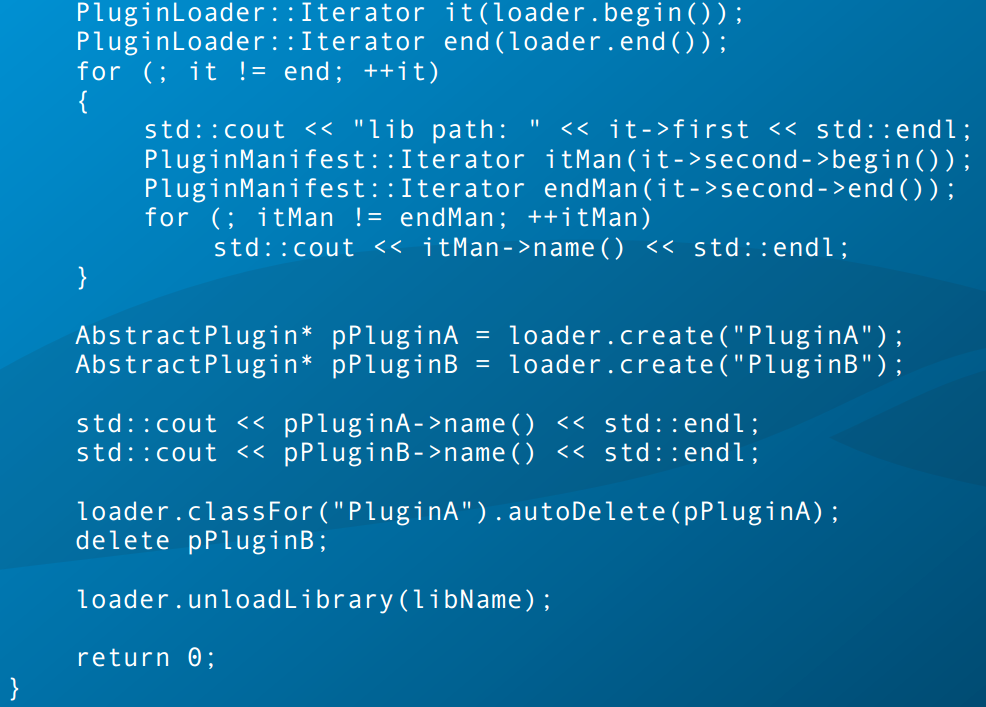 PluginLoader::Iterator it(loader.begin());
PluginLoader::Iterator end(loader.end());
for (; it != end; ++it)
{
std::cout << "lib path: " << it->first << std::endl;
PluginManifest::Iterator itMan(it->second->begin());
PluginManifest::Iterator endMan(it->second->end());
for (; itMan != endMan; ++itMan)
std::cout << itMan->name() << std::endl;
}
AbstractPlugin* pPluginA = loader.create("PluginA");
AbstractPlugin* pPluginB = loader.create("PluginB");
std::cout << pPluginA->name() << std::endl;
std::cout << pPluginB->name() << std::endl;
loader.classFor("PluginA").autoDelete(pPluginA);
delete pPluginB;
loader.unloadLibrary(libName);
return 0;
}